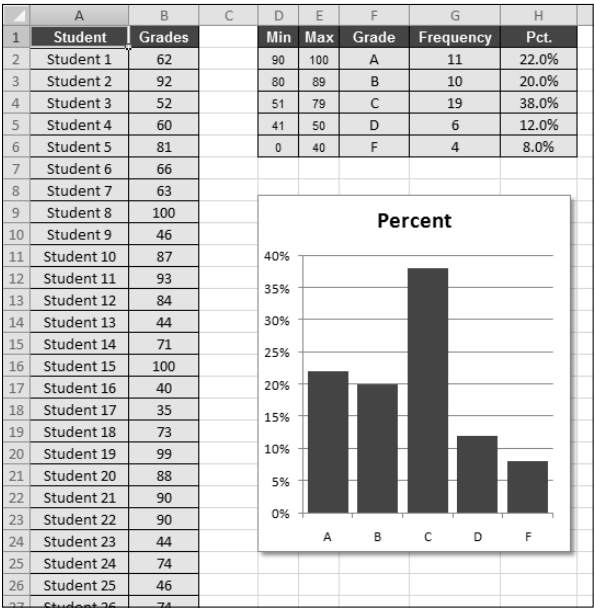 A B C D E F G H
1 Student Grades Min Max Grade Frequency Pct.
2 Student 1 62 90 100 A 11 22.0%
3 Student 2 92 80 89 B 10 20.0%
4 Student 3 52 51 79 C 19 38.0%
5 Student 4 60 41 50 D 6 12.0%
6 Student 5 81 0 40 F 4 8.0%
7 Student 6 66
8 Student 7 63
9 Student 8 100
10 Student 9 46
11 Student 10 87
12 Student 11 93
13 Student 12 84
14 Student 13 44
15 Student 14 71
16 Student 15 100
17 Student 16 40
18 Student 17 35
19 Student 18 73
20 Student 19 99
21 Student 20 88
22 Student 21 90
23 Student 22 90
24 Student 23 44
25 Student 24 74
26 Student 25 46
27 Student 26 74
Percent
40%
35%
30%
25%
20%
15%
10%
5%
0%
A B C D F